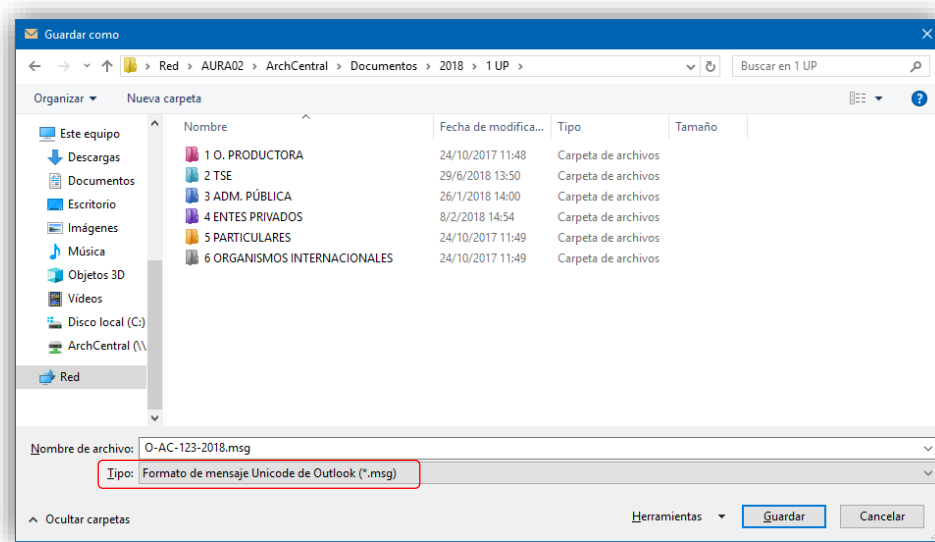 Guardar como
Red > AURA02 > ArchCentral > Documentos > 2018 > 1 UP >
Buscar en 1 UP
Organizar
Nueva carpeta
Nombre Fecha de modifica... Tipo Tamaño
Este equipo
Descargas
Documentos
Escritorio
Imágenes
Música
Objetos 3D
Vídeos
Disco local (C:)
ArchCentral (\\
Red
1 O. PRODUCTORA 24/10/2017 11:48 Carpeta de archivos
2 TSE 29/6/2018 13:50 Carpeta de archivos
3 ADM. PÚBLICA 26/1/2018 14:00 Carpeta de archivos
4 ENTES PRIVADOS 8/2/2018 14:54 Carpeta de archivos
5 PARTICULARES 24/10/2017 11:49 Carpeta de archivos
6 ORGANISMOS INTERNACIONALES 24/10/2017 11:49 Carpeta de archivos
Nombre de archivo: O-AC-123-2018.msg
Tipo: Formato de mensaje Unicode de Outlook (*.msg)
Ocultar carpetas
Herramientas
Guardar
Cancelar